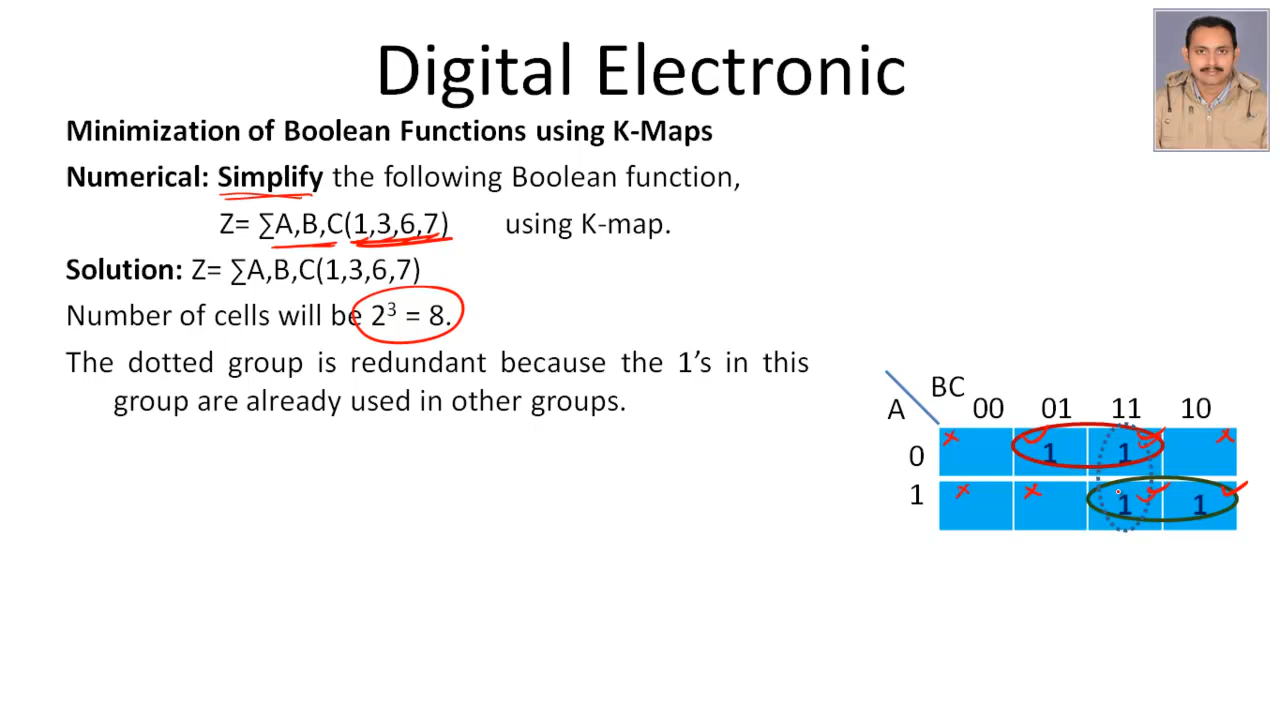 Digital Electronic
Minimization of Boolean Functions using K-Maps
Numerical: Simplify the following Boolean function,
Z= ∑A,B,C(1,3,6,7) using K-map.
Solution: Z= ∑A,B,C(1,3,6,7)
Number of cells will be 2³ = 8.
The dotted group is redundant because the 1’s in this
group are already used in other groups.
BC
A 00 01 11 10
0 1 1
1 1 1